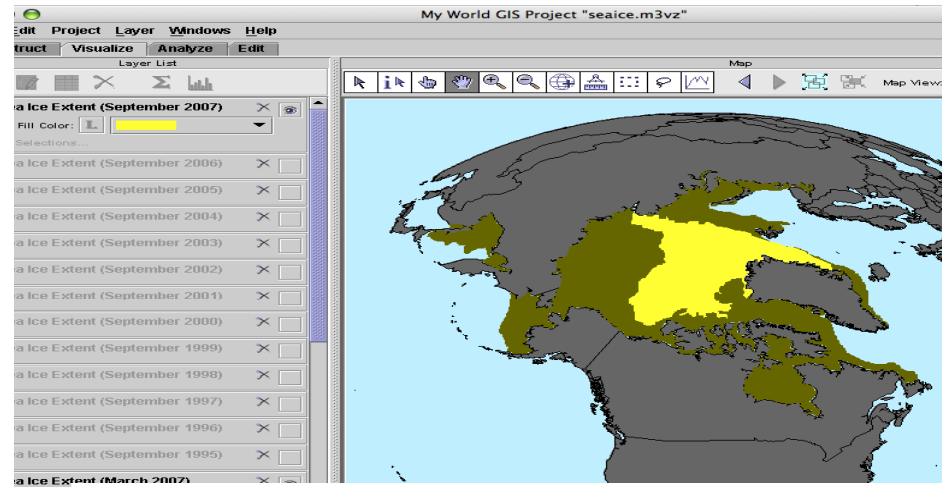 My World GIS Project "seaice.m3vz"
Edit Project Layer Windows Help
truct Visualize Analyze Edit
Layer List
Map
Map View:
a Ice Extent (September 2007)
Fill Color: L
Selections...
a Ice Extent (September 2006)
a Ice Extent (September 2005)
a Ice Extent (September 2004)
a Ice Extent (September 2003)
a Ice Extent (September 2002)
a Ice Extent (September 2001)
a Ice Extent (September 2000)
a Ice Extent (September 1999)
a Ice Extent (September 1998)
a Ice Extent (September 1997)
a Ice Extent (September 1996)
a Ice Extent (September 1995)
a Ice Extent (March 2007)